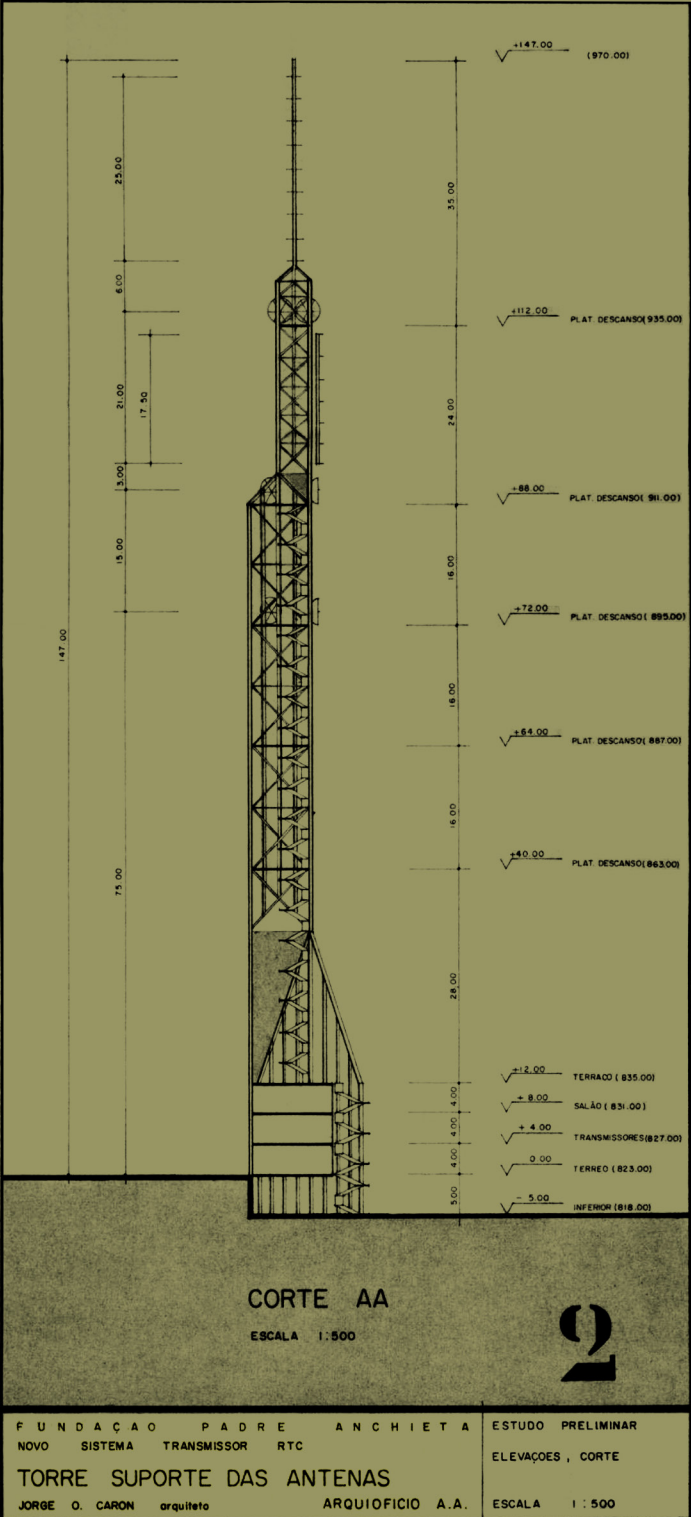 +147.00 (970.00)
147.00
25.00
6.00
21.00
17.50
3.00
15.00
75.00
35.00
24.00
16.00
16.00
16.00
28.00
4.00
4.00
4.00
5.00
+112.00 PLAT. DESCANSO(935.00)
+88.00 PLAT. DESCANSO( 911.00)
+72.00 PLAT. DESCANSO( 895.00)
+64.00 PLAT. DESCANSO( 887.00)
+40.00 PLAT. DESCANSO(863.00)
+12.00 TERRACO ( 835.00)
+ 8.00 SALÃO ( 831.00)
+ 4.00 TRANSMISSORES(827.00)
0.00 TERREO ( 823.00)
- 5.00 INFERIOR (818.00)
CORTE AA
ESCALA 1:500
2
FUNDAÇAO PADRE ANCHIETA
NOVO SISTEMA TRANSMISSOR RTC
TORRE SUPORTE DAS ANTENAS
JORGE O. CARON arquiteto ARQUIOFICIO A.A.
ESTUDO PRELIMINAR
ELEVAÇOES , CORTE
ESCALA 1 : 500